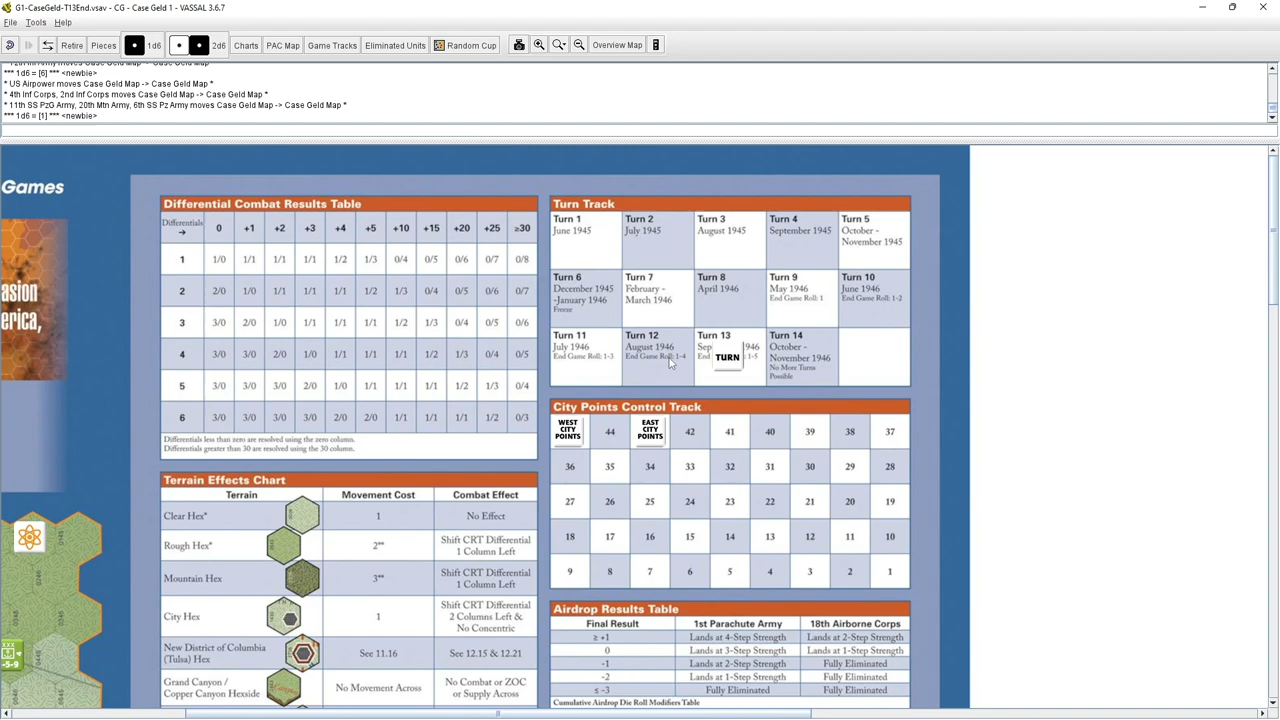 G1-CaseGeld-T13End.vsav - CG - Case Geld 1 - VASSAL 3.6.7
File Tools Help
Retire Pieces 1d6 2d6 Charts PAC Map Game Tracks Eliminated Units Random Cup Overview Map
*** 1d6 = [6] *** <newbie>
* US Airpower moves Case Geld Map -> Case Geld Map *
* 4th Inf Corps, 2nd Inf Corps moves Case Geld Map -> Case Geld Map *
* 11th SS PzG Army, 20th Mtn Army, 6th SS Pz Army moves Case Geld Map -> Case Geld Map *
*** 1d6 = [1] *** <newbie>
Games
asion
erica,
Differential Combat Results Table
Differentials → 0 +1 +2 +3 +4 +5 +10 +15 +20 +25 ≥30
1 1/0 1/1 1/1 1/1 1/2 1/3 0/4 0/5 0/6 0/7 0/8
2 2/0 1/0 1/1 1/1 1/1 1/2 1/3 0/4 0/5 0/6 0/7
3 3/0 2/0 1/0 1/1 1/1 1/1 1/2 1/3 0/4 0/5 0/6
4 3/0 3/0 2/0 1/0 1/1 1/1 1/1 1/2 1/3 0/4 0/5
5 3/0 3/0 3/0 2/0 1/0 1/1 1/1 1/1 1/2 1/3 0/4
6 3/0 3/0 3/0 3/0 2/0 2/0 1/1 1/1 1/1 1/2 0/3
Differentials less than zero are resolved using the zero column.
Differentials greater than 30 are resolved using the 30 column.
Turn Track
Turn 1 Turn 2 Turn 3 Turn 4 Turn 5
June 1945 July 1945 August 1945 September 1945 October -
November 1945
Turn 6 Turn 7 Turn 8 Turn 9 Turn 10
December 1945 February - April 1946 May 1946 June 1946
-January 1946 March 1946 End Game Roll: 1 End Game Roll: 1-2
Freeze
Turn 11 Turn 12 Turn 13 Turn 14
July 1946 August 1946 Sep 1946 October -
End Game Roll: 1-3 End Game Roll: 1-4 End TURN 1-5 November 1946
No More Turns
Possible
City Points Control Track
WEST CITY POINTS 44 EAST CITY POINTS 42 41 40 39 38 37
36 35 34 33 32 31 30 29 28
27 26 25 24 23 22 21 20 19
18 17 16 15 14 13 12 11 10
9 8 7 6 5 4 3 2 1
Terrain Effects Chart
Terrain Movement Cost Combat Effect
Clear Hex* 1 No Effect
Rough Hex* 2** Shift CRT Differential
1 Column Left
Mountain Hex 3** Shift CRT Differential
1 Column Left
City Hex 1 Shift CRT Differential
2 Columns Left &
No Concentric
New District of Columbia
(Tulsa) Hex See 11.16 See 12.15 & 12.21
Grand Canyon /
Copper Canyon Hexside No Movement Across No Combat or ZOC
or Supply Across
Airdrop Results Table
Final Result 1st Parachute Army 18th Airborne Corps
≥ +1 Lands at 4-Step Strength Lands at 2-Step Strength
0 Lands at 3-Step Strength Lands at 1-Step Strength
-1 Lands at 2-Step Strength Fully Eliminated
-2 Lands at 1-Step Strength Fully Eliminated
≤ -3 Fully Eliminated Fully Eliminated
Cumulative Airdrop Die Roll Modifiers Table
XXX
-5-9